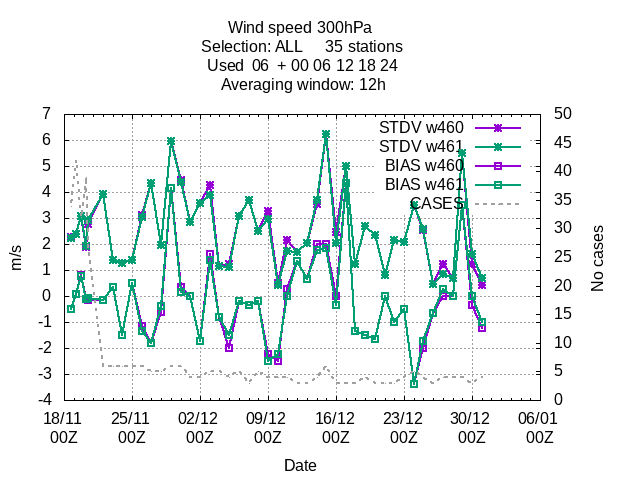 Wind speed 300hPa
Selection: ALL 35 stations
Used 06 + 00 06 12 18 24
Averaging window: 12h
STDV w460
STDV w461
BIAS w460
BIAS w461
CASES
m/s
7
6
5
4
3
2
1
0
-1
-2
-3
-4
No cases
50
45
40
35
30
25
20
15
10
5
0
18/11 25/11 02/12 09/12 16/12 23/12 30/12 06/01
00Z 00Z 00Z 00Z 00Z 00Z 00Z 00Z
Date